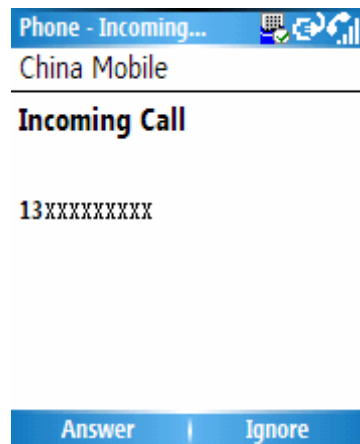 Phone - Incoming...
China Mobile
Incoming Call
13XXXXXXXXX
Answer Ignore